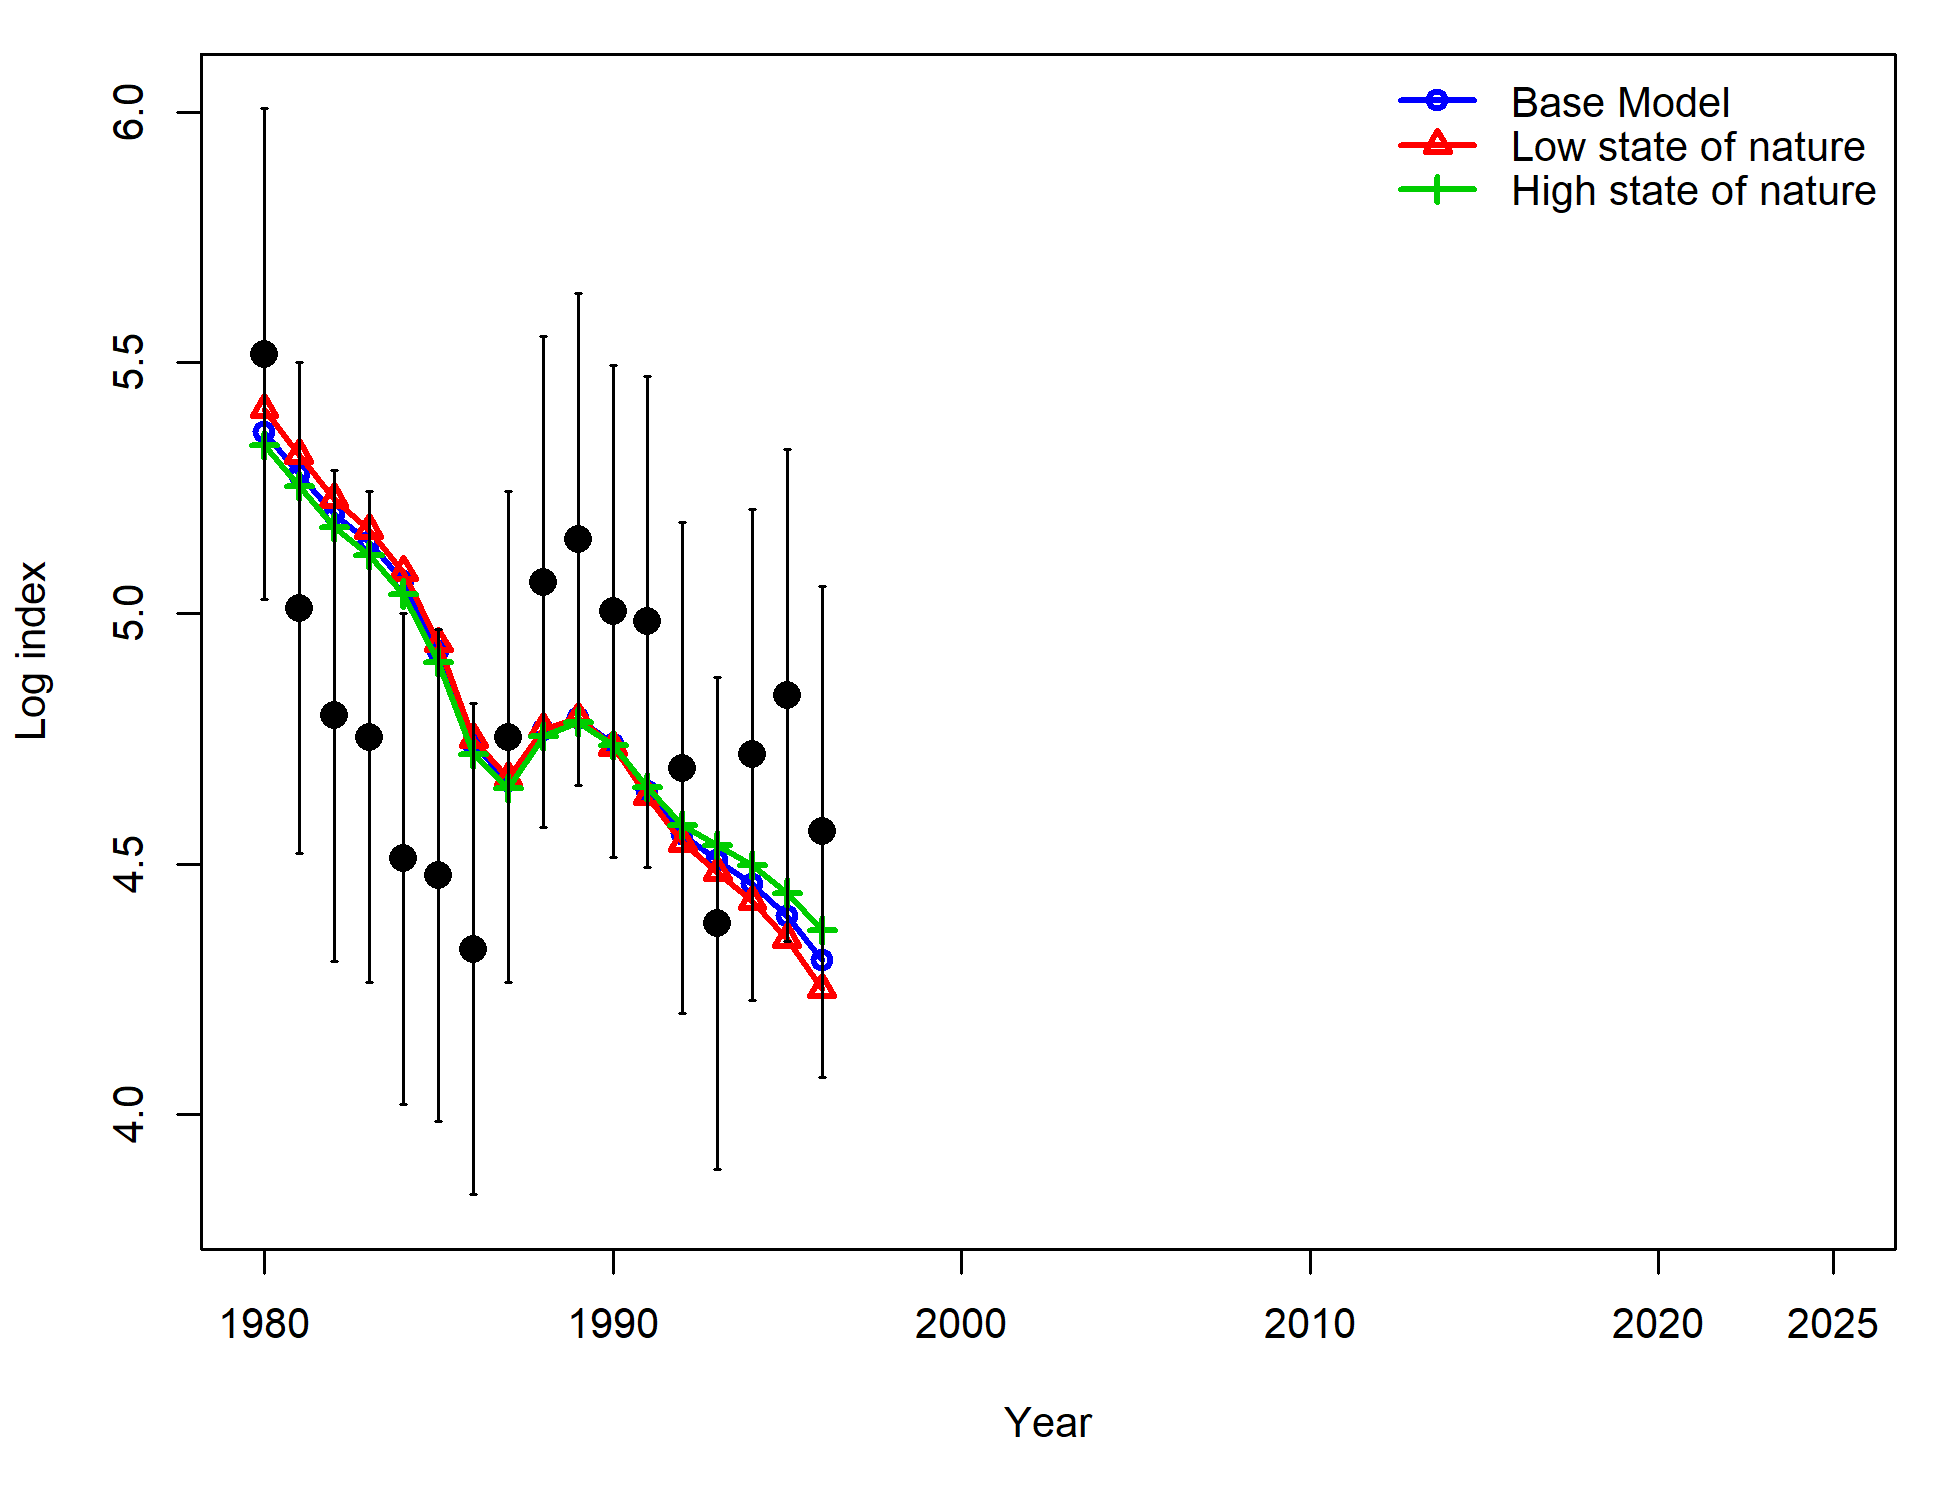 Base Model
Low state of nature
High state of nature
6.0
5.5
5.0
4.5
4.0
Log index
1980 1990 2000 2010 2020 2025
Year